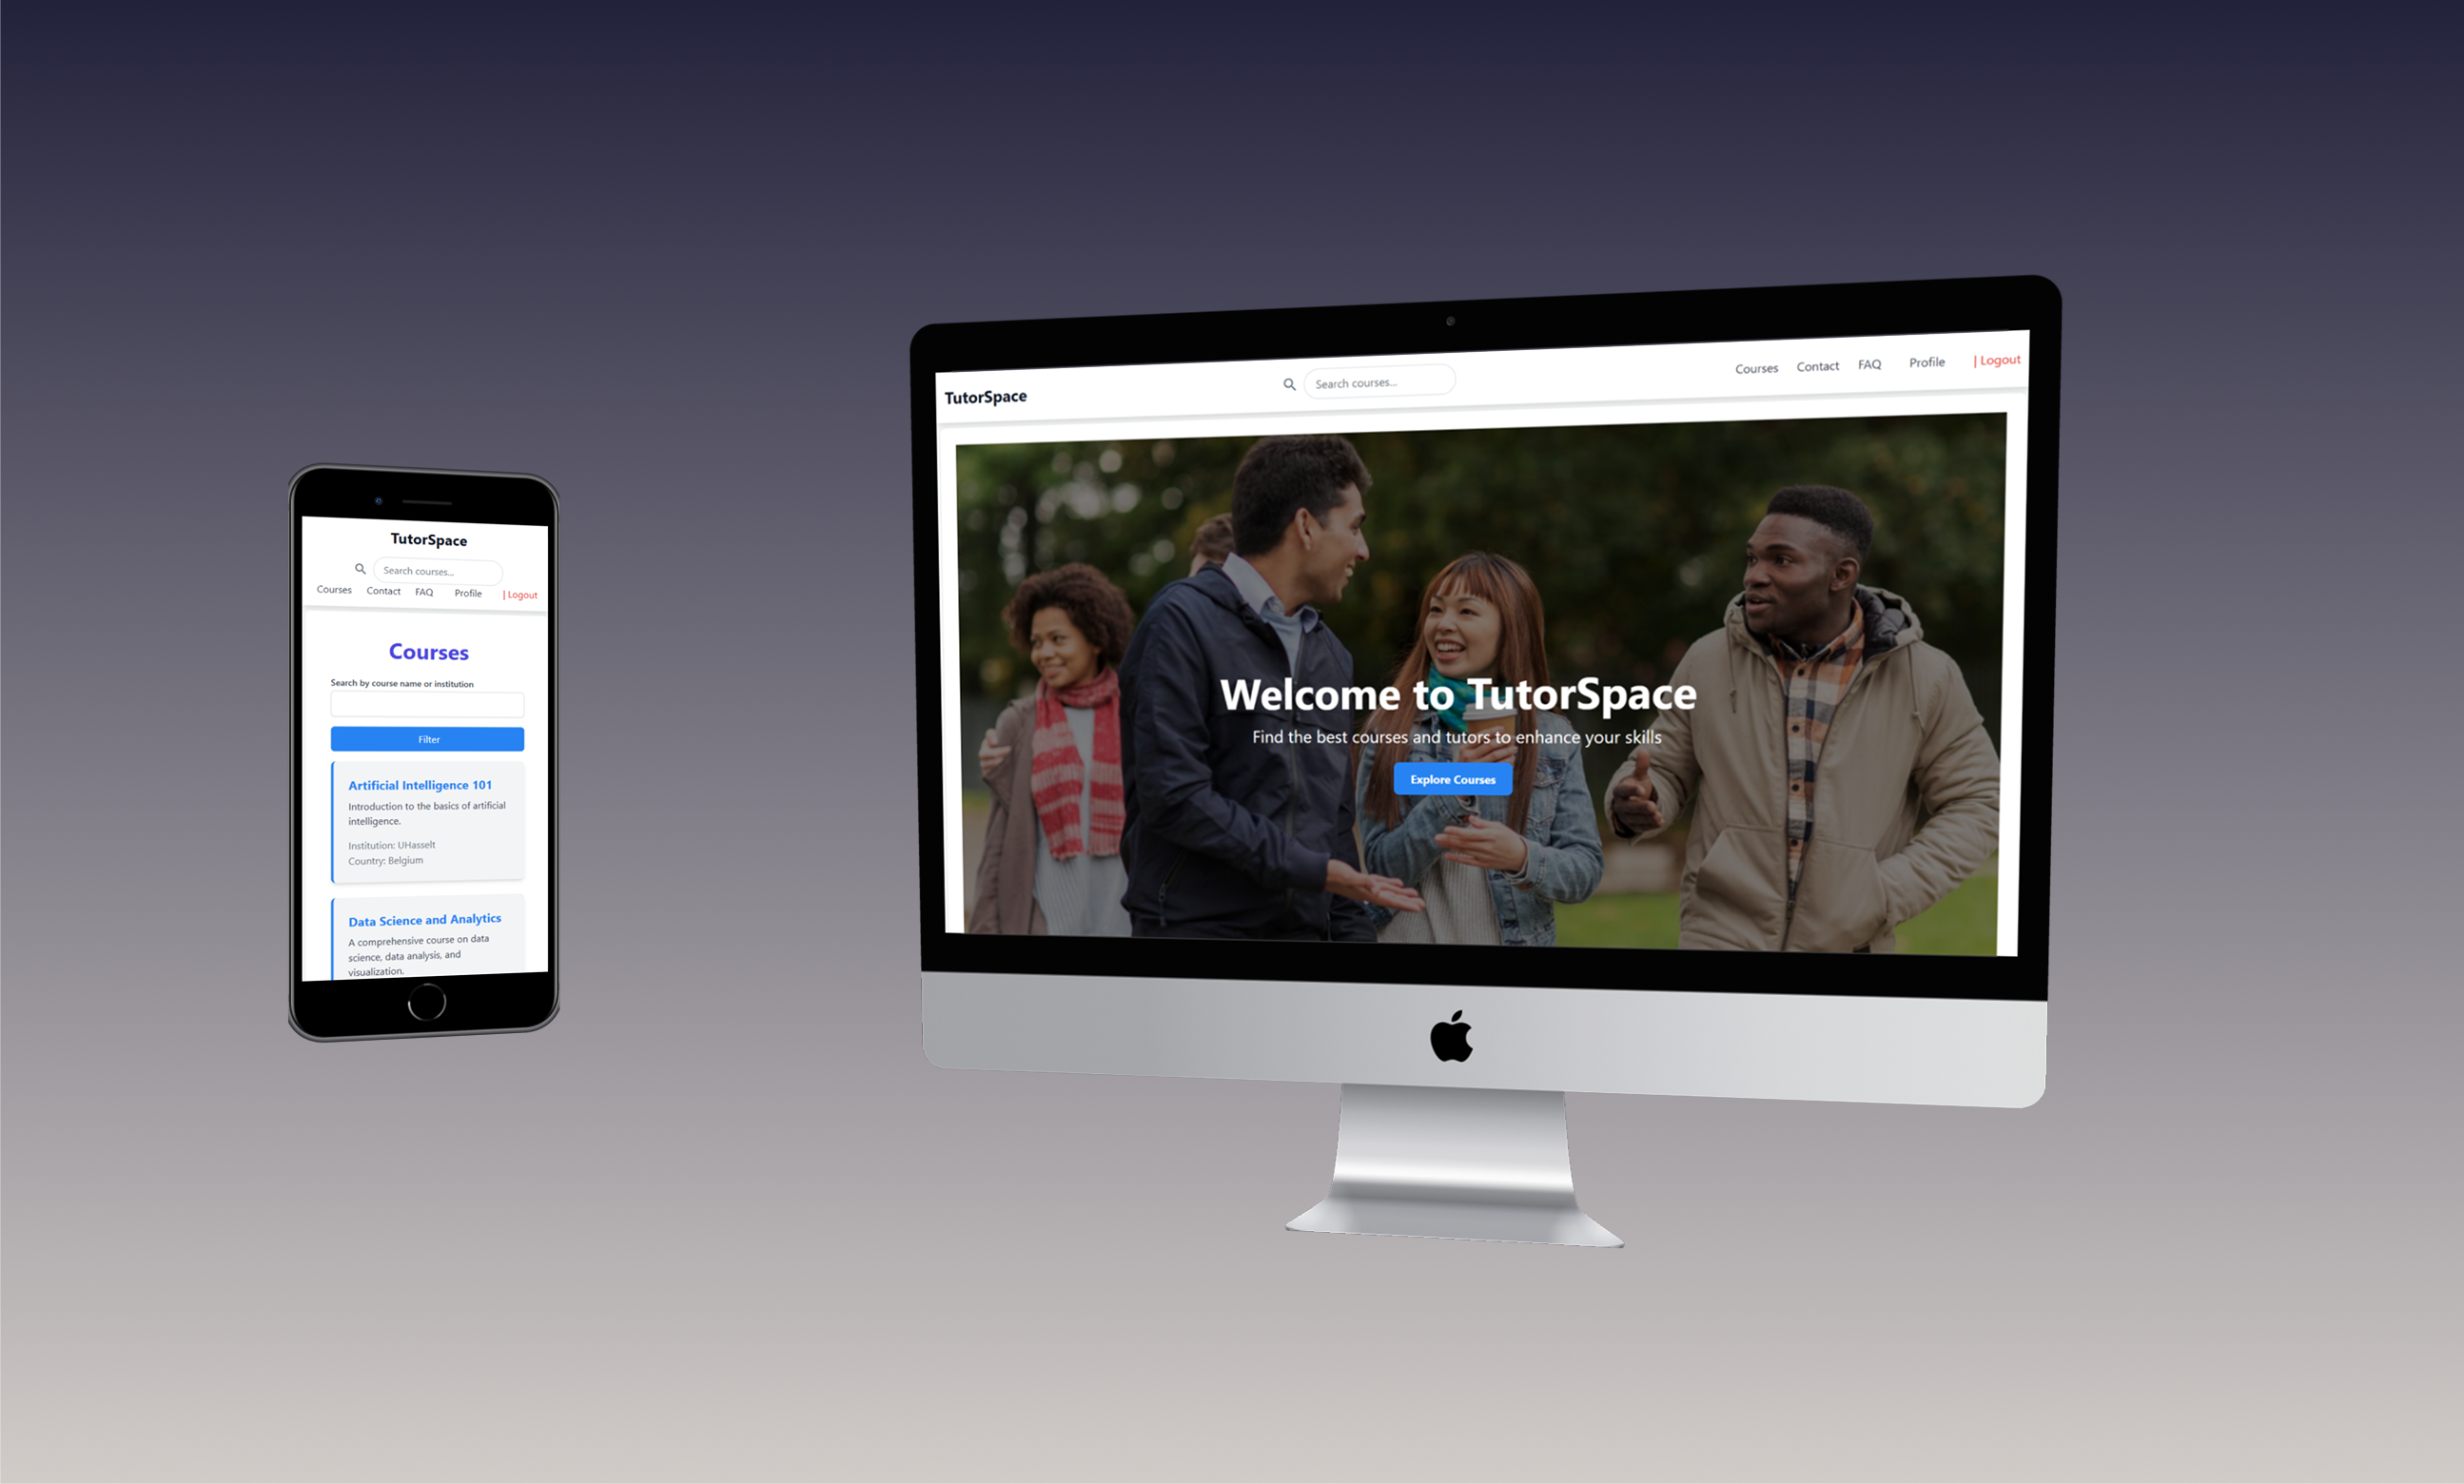 TutorSpace
Search courses...
Courses Contact FAQ Profile | Logout
Courses
Search by course name or institution
Filter
Artificial Intelligence 101
Introduction to the basics of artificial
intelligence.
Institution: UHasselt
Country: Belgium
Data Science and Analytics
A comprehensive course on data
science, data analysis, and
visualization.
TutorSpace
Search courses...
Courses Contact FAQ Profile | Logout
Welcome to TutorSpace
Find the best courses and tutors to enhance your skills
Explore Courses